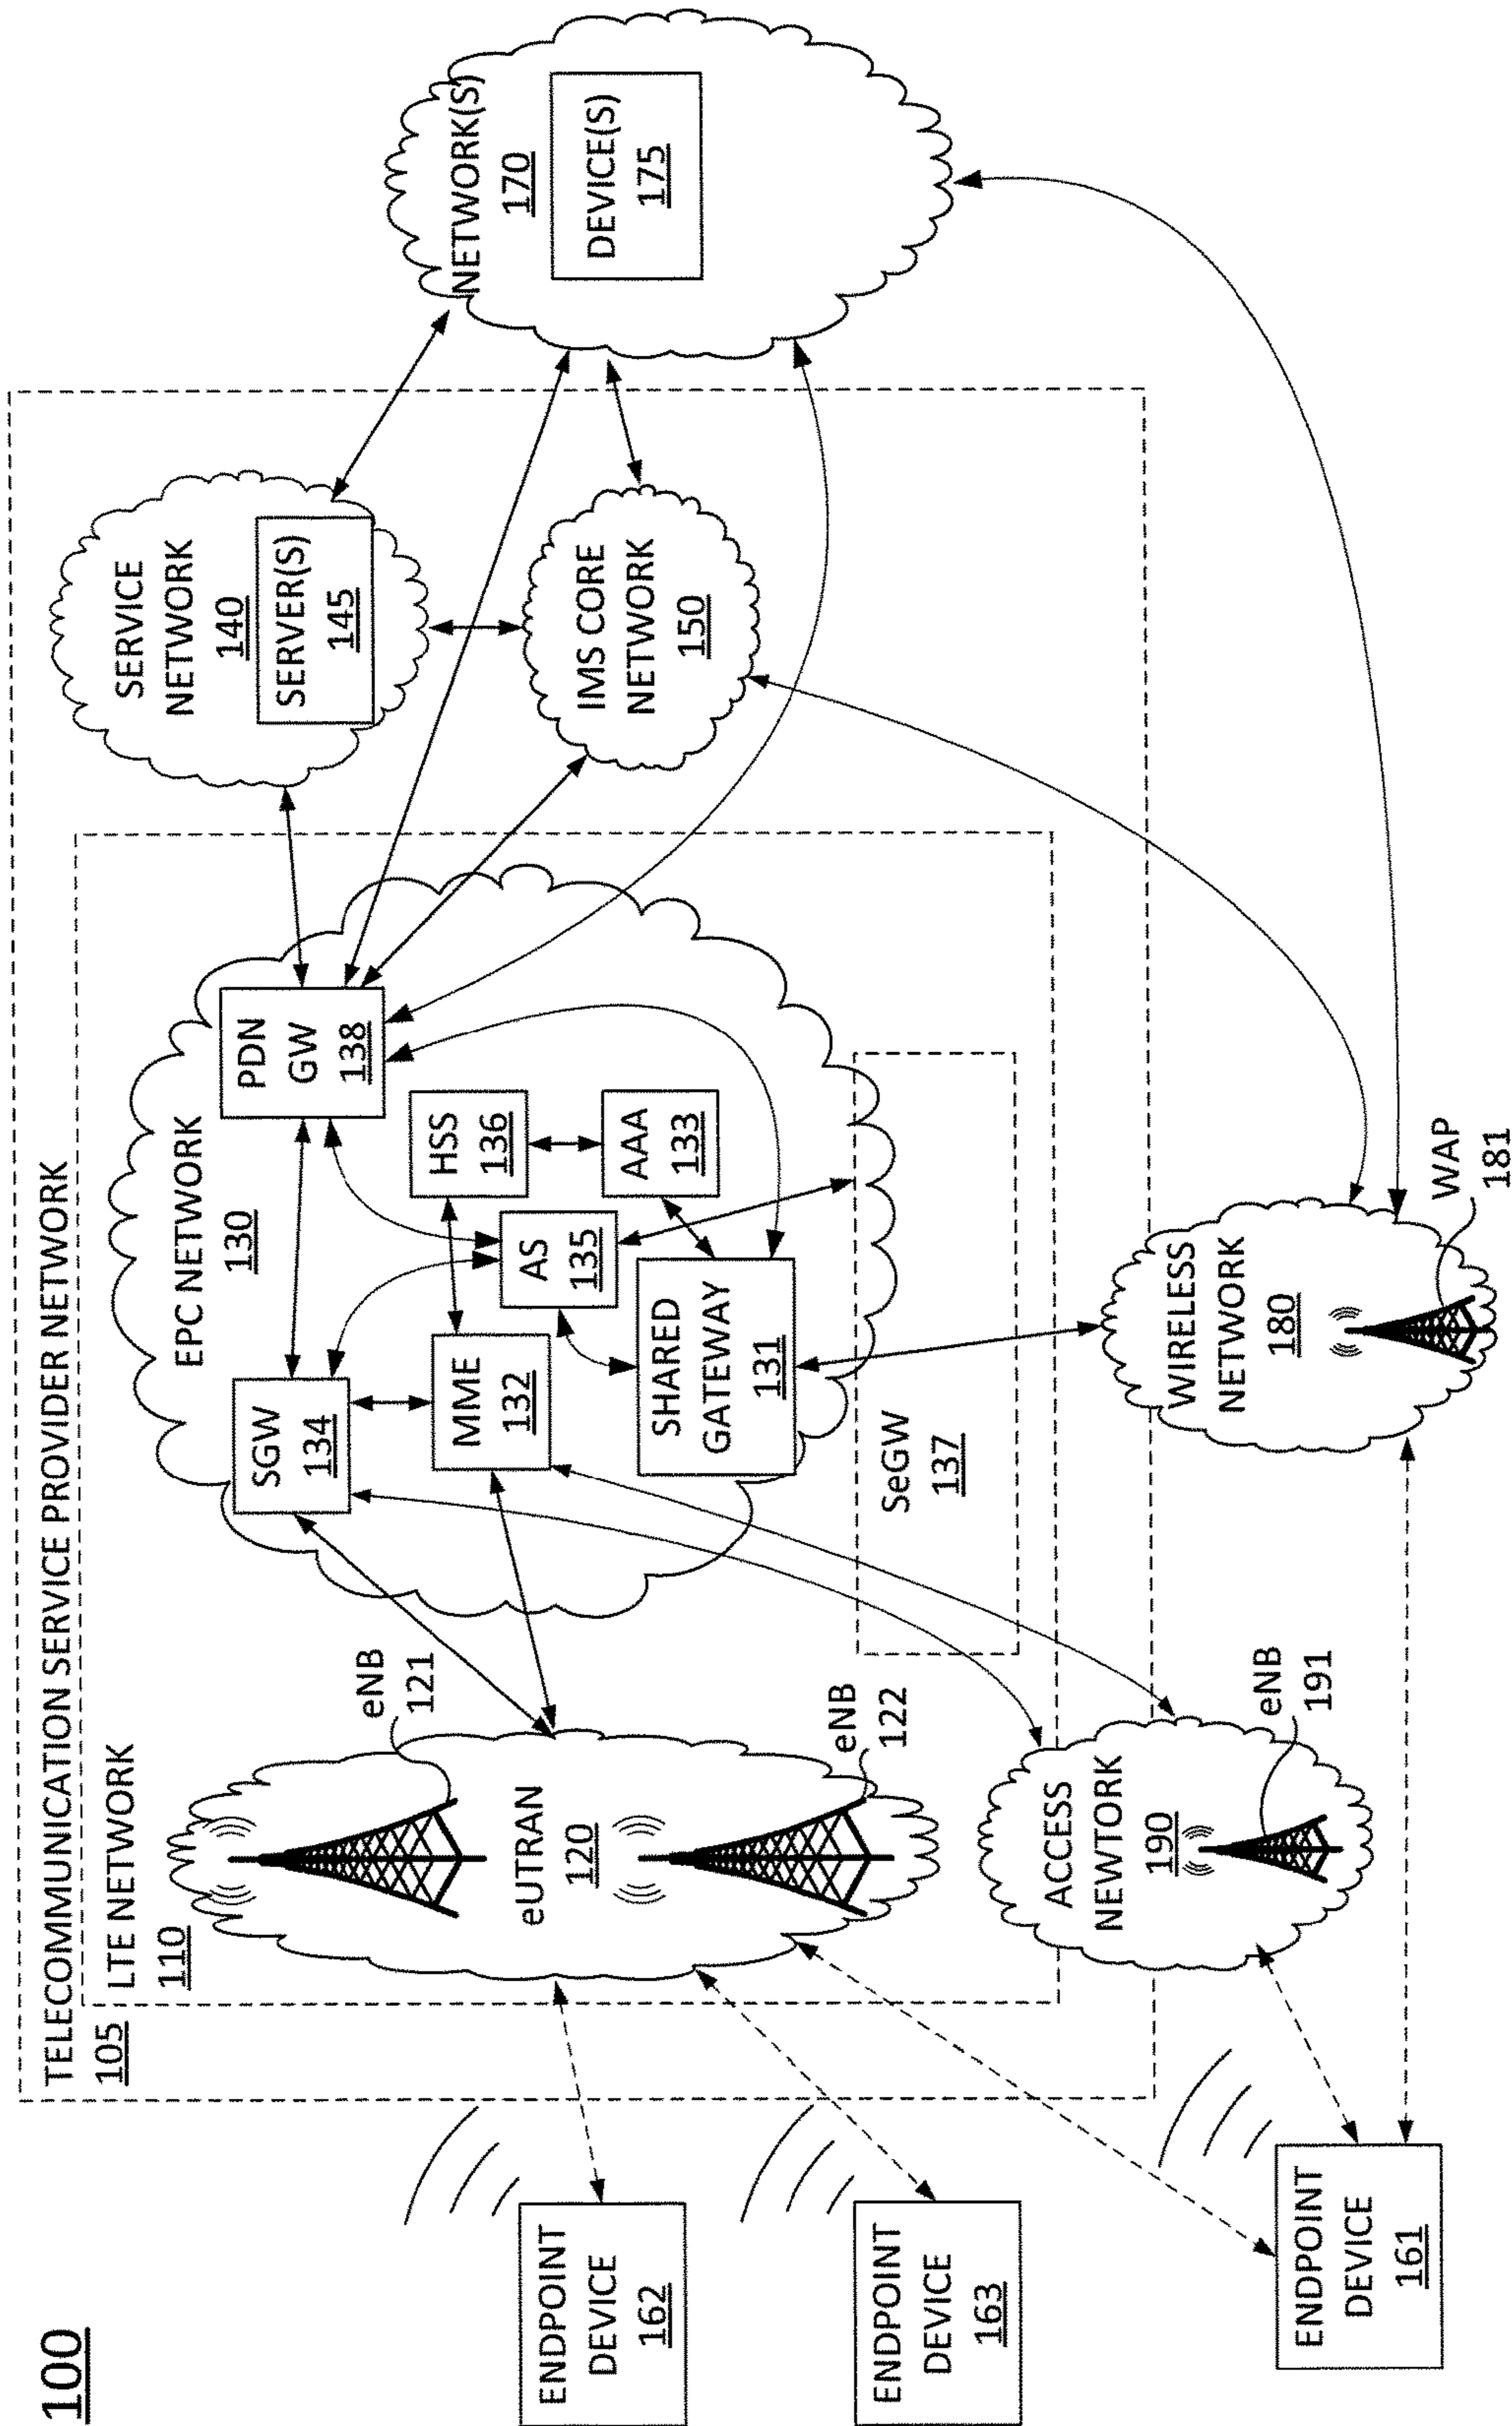 100
TELECOMMUNICATION SERVICE PROVIDER NETWORK
105
LTE NETWORK
110
eNB
121
eUTRAN
120
eNB
122
EPC NETWORK
130
SGW
134
MME
132
PDN
GW
138
HSS
136
AS
135
AAA
133
SHARED
GATEWAY
131
SeGW
137
SERVICE
NETWORK
140
SERVER(S)
145
IMS CORE
NETWORK
150
NETWORK(S)
170
DEVICE(S)
175
ENDPOINT
DEVICE
162
ENDPOINT
DEVICE
163
ENDPOINT
DEVICE
161
ACCESS
NEWTORK
190
eNB
191
WIRELESS
NETWORK
180
WAP
181